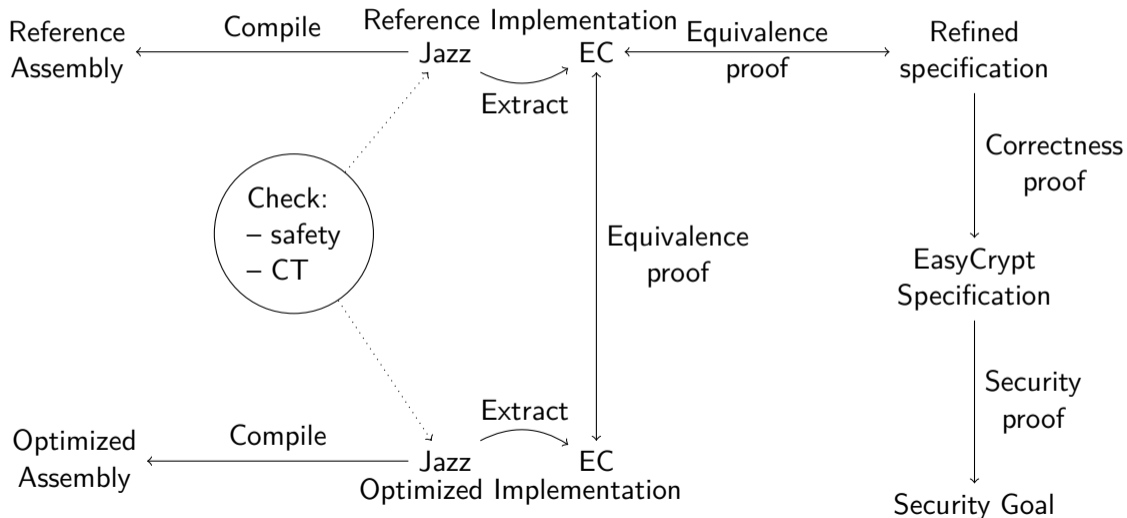 Reference Implementation
Reference
Assembly
Compile
Jazz
EC
Extract
Equivalence
proof
Refined
specification
Correctness
proof
Check:
– safety
– CT
Equivalence
proof
EasyCrypt
Specification
Security
proof
Optimized
Assembly
Compile
Extract
Jazz
EC
Optimized Implementation
Security Goal